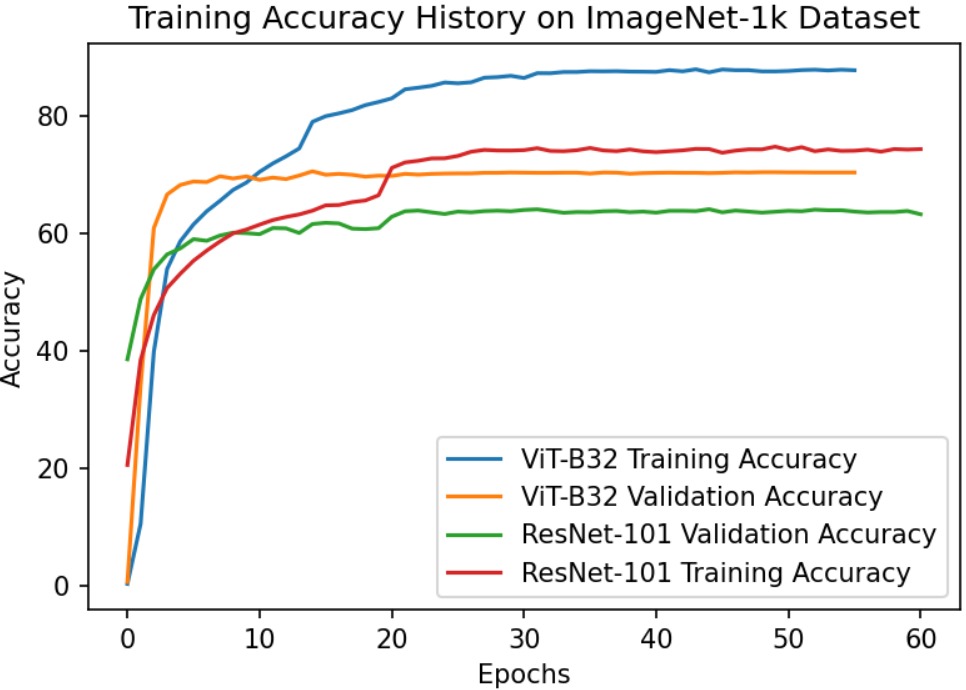 Training Accuracy History on ImageNet-1k Dataset
Accuracy
80
60
40
20
0
ViT-B32 Training Accuracy
ViT-B32 Validation Accuracy
ResNet-101 Validation Accuracy
ResNet-101 Training Accuracy
0 10 20 30 40 50 60
Epochs